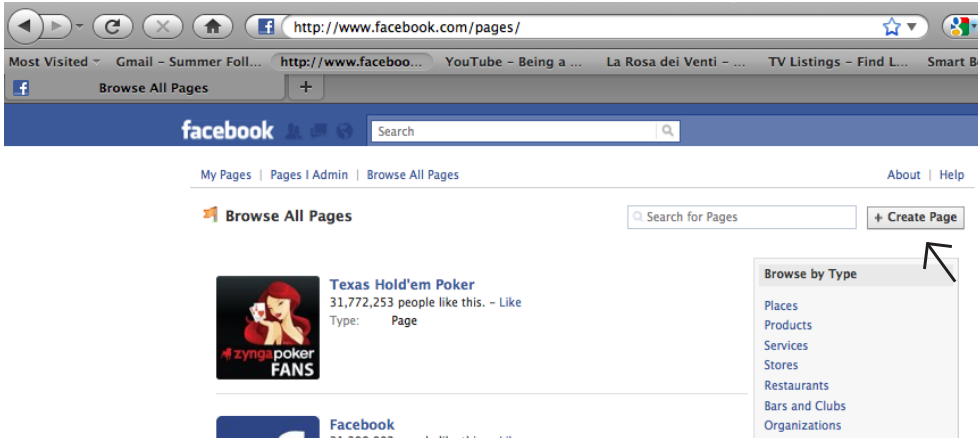 http://www.facebook.com/pages/
Most Visited Gmail – Summer Foll... http://www.faceboo... YouTube – Being a ... La Rosa dei Venti – ... TV Listings – Find L... Smart B
Browse All Pages +
facebook Search
My Pages | Pages I Admin | Browse All Pages About | Help
Browse All Pages Search for Pages + Create Page
Browse by Type
Texas Hold'em Poker
31,772,253 people like this. – Like
Type: Page
zyngapoker
FANS
Places
Products
Services
Stores
Restaurants
Bars and Clubs
Organizations
Facebook